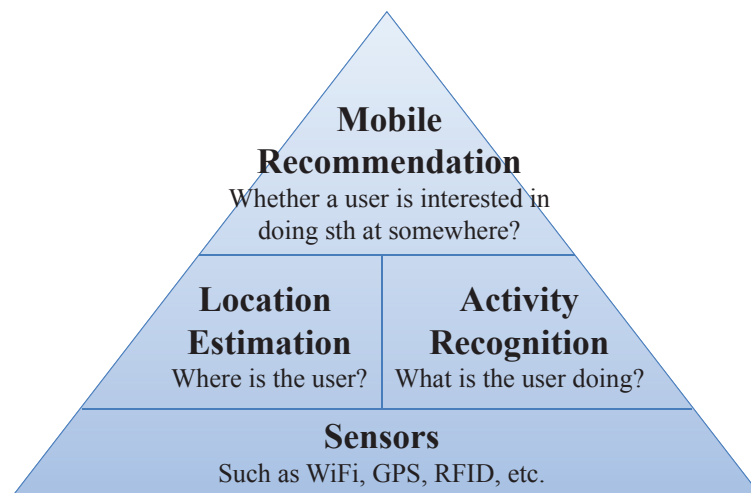 Mobile
Recommendation
Whether a user is interested in
doing sth at somewhere?
Location
Estimation
Where is the user?
Activity
Recognition
What is the user doing?
Sensors
Such as WiFi, GPS, RFID, etc.